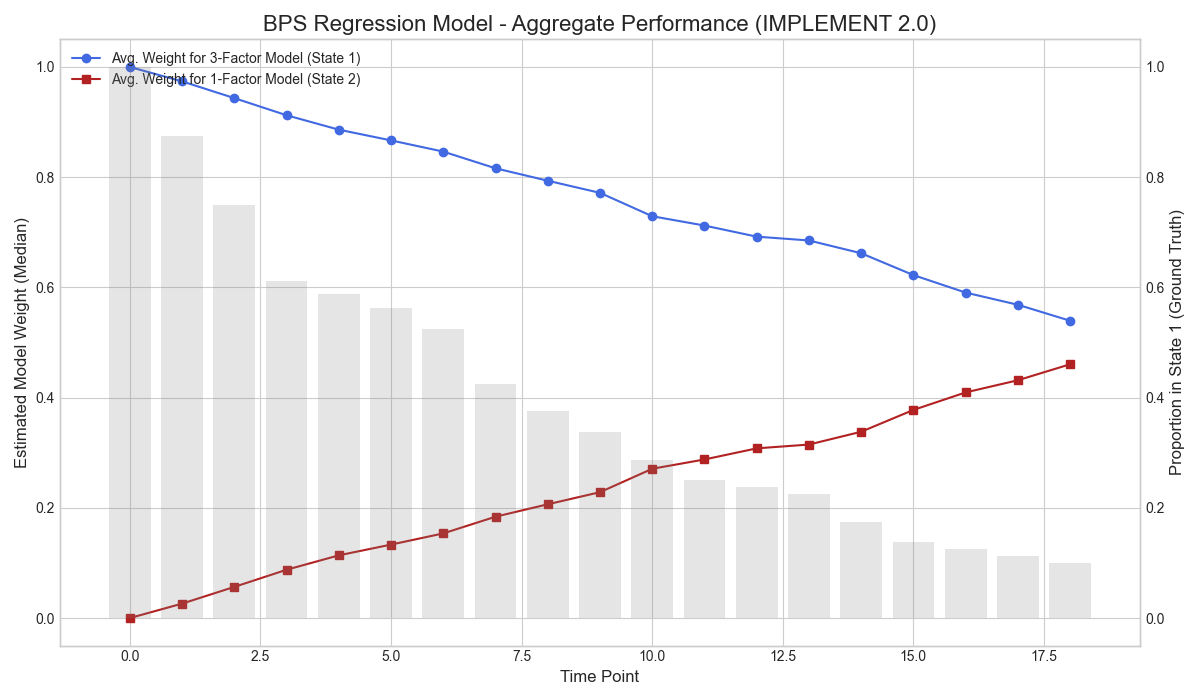 BPS Regression Model - Aggregate Performance (IMPLEMENT 2.0)
Avg. Weight for 3-Factor Model (State 1)
Avg. Weight for 1-Factor Model (State 2)
Estimated Model Weight (Median)
1.0
0.8
0.6
0.4
0.2
0.0
1.0
0.8
0.6
0.4
0.2
0.0
Proportion in State 1 (Ground Truth)
0.0 2.5 5.0 7.5 10.0 12.5 15.0 17.5
Time Point